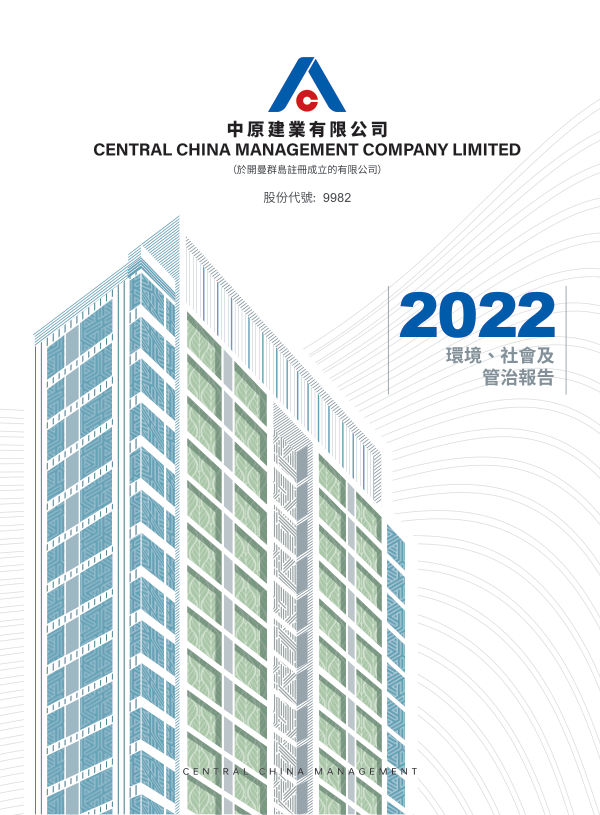 中原建業有限公司
CENTRAL CHINA MANAGEMENT COMPANY LIMITED
（於開曼群島註冊成立的有限公司）
股份代號: 9982
2022
環境、社會及
管治報告
CENTRAL CHINA MANAGEMENT